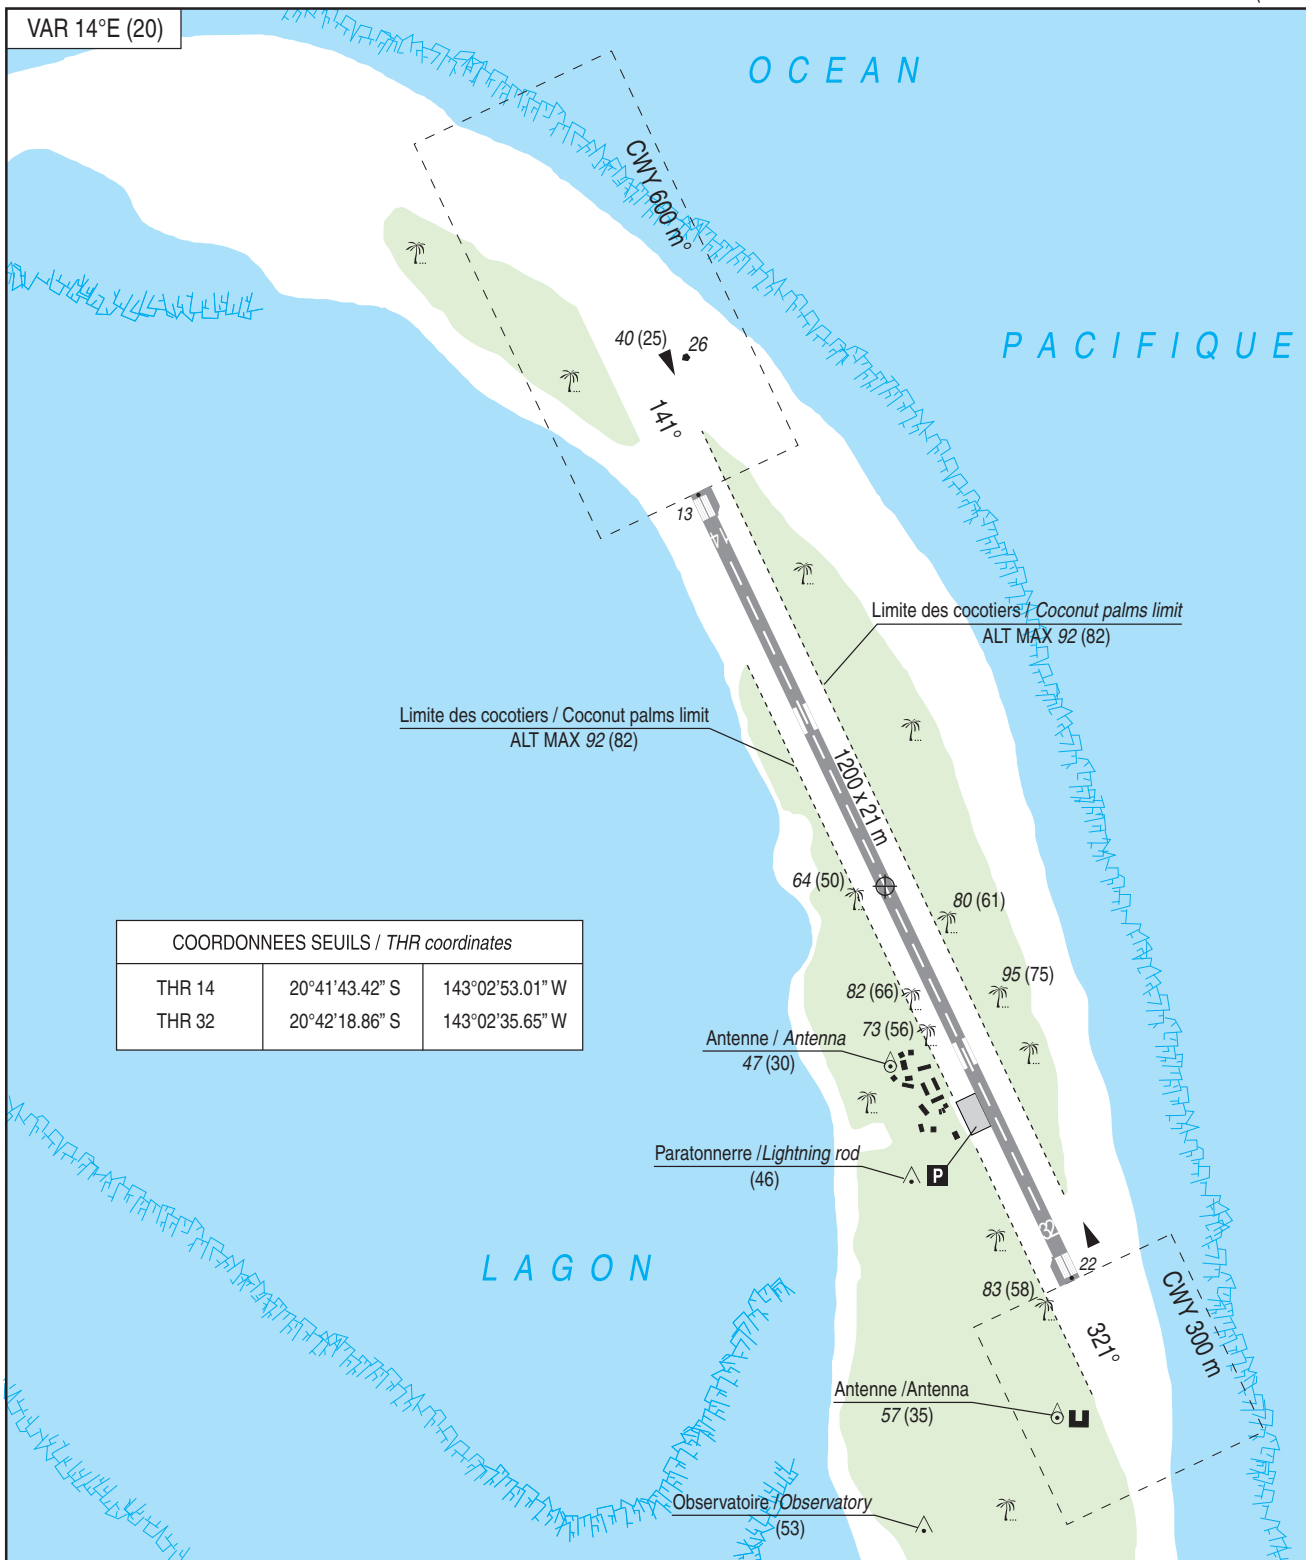 VAR 14°E (20)
OCEAN
CWY 600 m°
PACIFIQUE
40 (25)
26
141°
13
14
Limite des cocotiers / Coconut palms limit
ALT MAX 92 (82)
Limite des cocotiers / Coconut palms limit
ALT MAX 92 (82)
1200 x 21 m
64 (50)
80 (61)
COORDONNEES SEUILS / THR coordinates
THR 14 20°41’43.42” S 143°02’53.01” W
THR 32 20°42’18.86” S 143°02’35.65” W
95 (75)
82 (66)
73 (56)
Antenne / Antenna
47 (30)
Paratonnerre /Lightning rod
(46)
P
32
LAGON
22
83 (58)
CWY 300 m
321°
Antenne /Antenna
57 (35)
Observatoire /Observatory
(53)